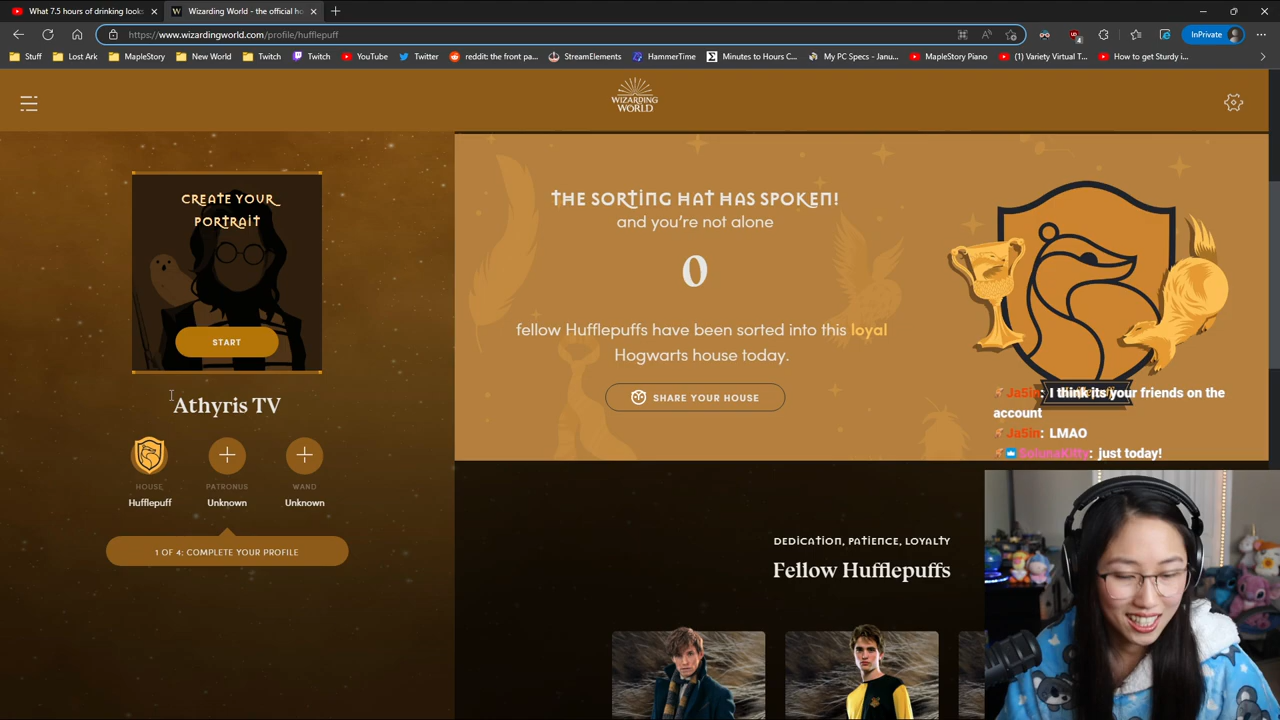 What 7.5 hours of drinking looks
Wizarding World - the official ho
https://www.wizardingworld.com/profile/hufflepuff
InPrivate
Stuff
Lost Ark
MapleStory
New World
Twitch
Twitch
YouTube
Twitter
reddit: the front pa...
StreamElements
HammerTime
Minutes to Hours C...
My PC Specs - Janu...
MapleStory Piano
(1) Variety Virtual T...
How to get Sturdy i...
WIZARDING
WORLD
CREATE YOUR
PORTRAIT
START
Athyris TV
HOUSE
Hufflepuff
PATRONUS
Unknown
WAND
Unknown
1 OF 4: COMPLETE YOUR PROFILE
THE SORTING HAT HAS SPOKEN!
and you're not alone
0
fellow Hufflepuffs have been sorted into this loyal
Hogwarts house today.
SHARE YOUR HOUSE
Ja5in: I think its your friends on the
account
Ja5in: LMAO
SolunaKitty: just today!
DEDICATION, PATIENCE, LOYALTY
Fellow Hufflepuffs